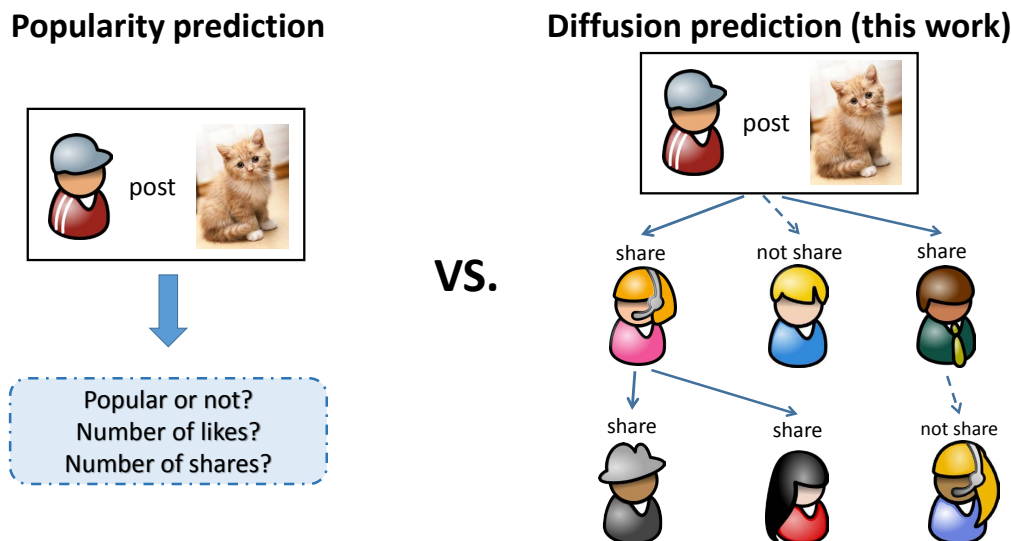 Popularity prediction
post
Popular or not?
Number of likes?
Number of shares?
VS.
Diffusion prediction (this work)
post
share
not share
share
share
share
not share